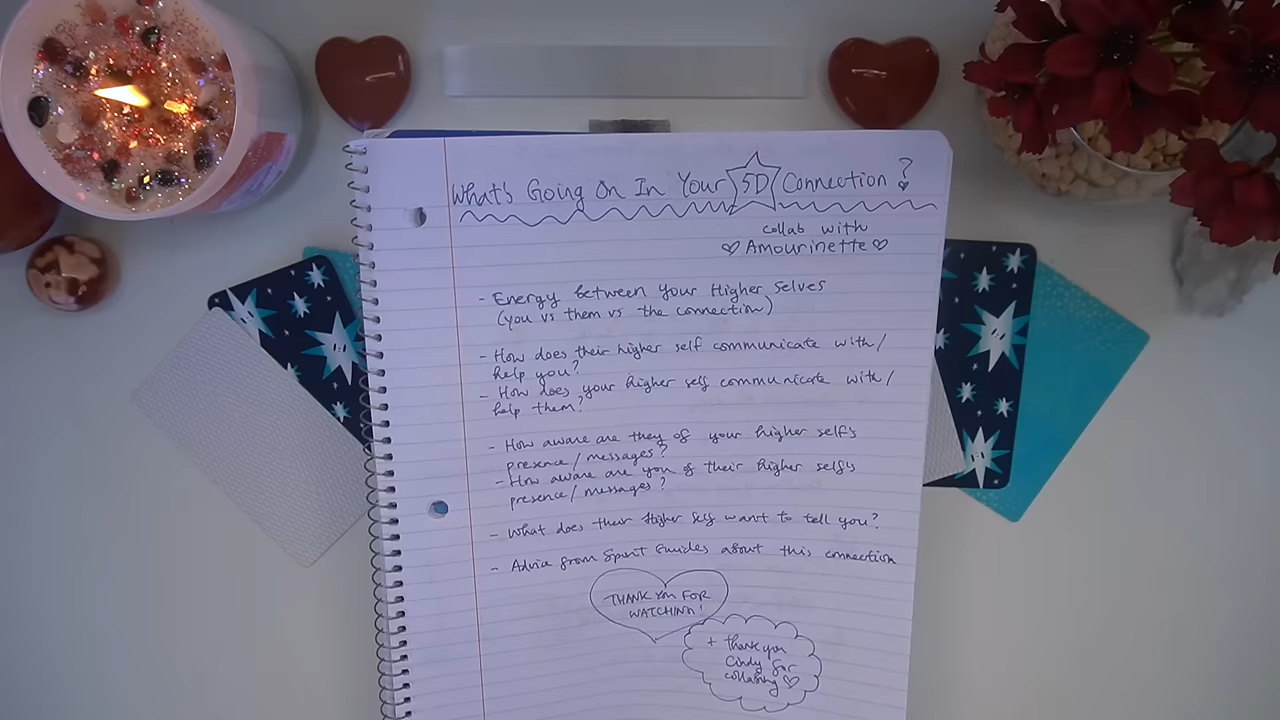 What's Going On In Your 5D Connection?
collab with
♡ Amourinette ♡
- Energy between your Higher Selves
(you vs them vs the connection)
- How does their higher self communicate with/
help you?
- How does your higher self communicate with/
help them?
- How aware are they of your higher self's
presence/messages?
- How aware are you of their higher self's
presence/messages?
- What does their Higher Self want to tell you?
- Advice from Spirit Guides about this connection
THANK YOU FOR
WATCHING!
+ thank you
Cindy for
collabing ♡